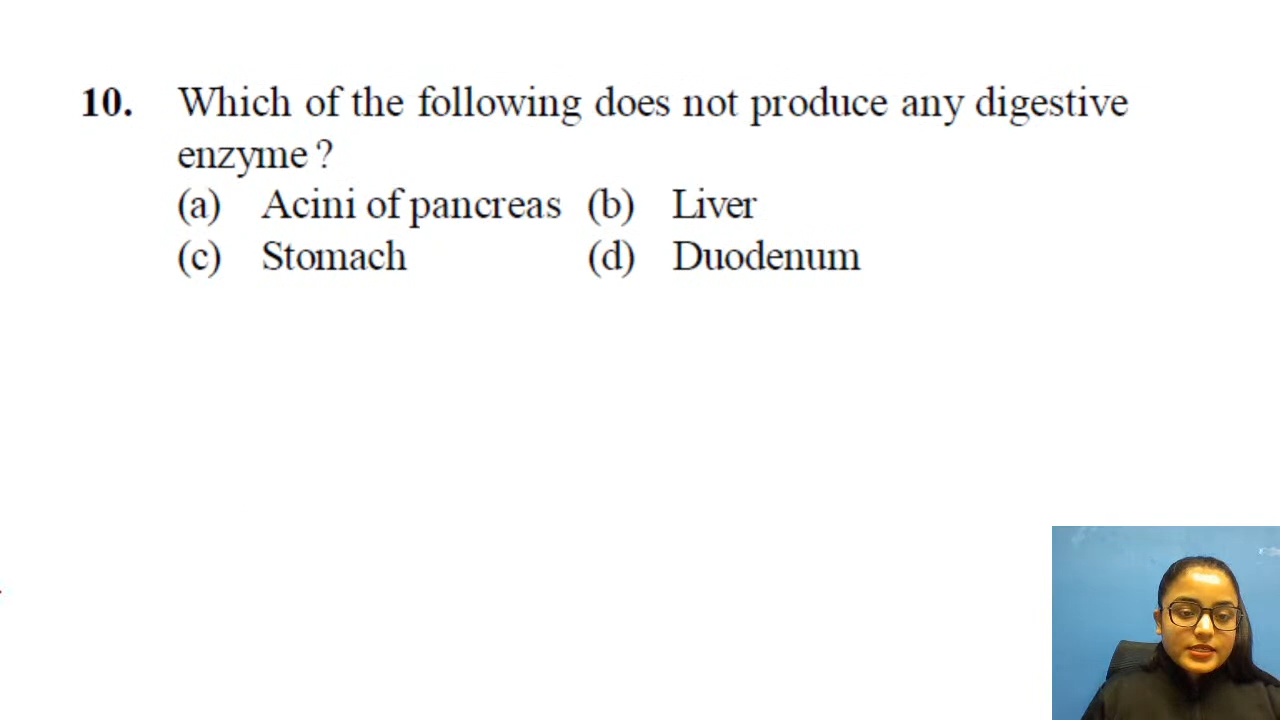 10. Which of the following does not produce any digestive
enzyme ?
(a) Acini of pancreas (b) Liver
(c) Stomach (d) Duodenum